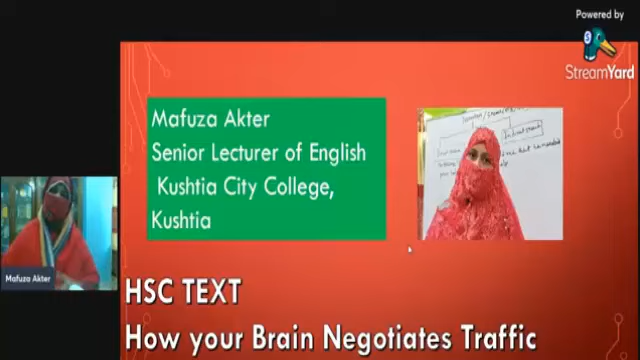 Powered by
StreamYard
Mafuza Akter
Senior Lecturer of English
Kushtia City College,
Kushtia
Mafuza Akter
HSC TEXT
How your Brain Negotiates Traffic